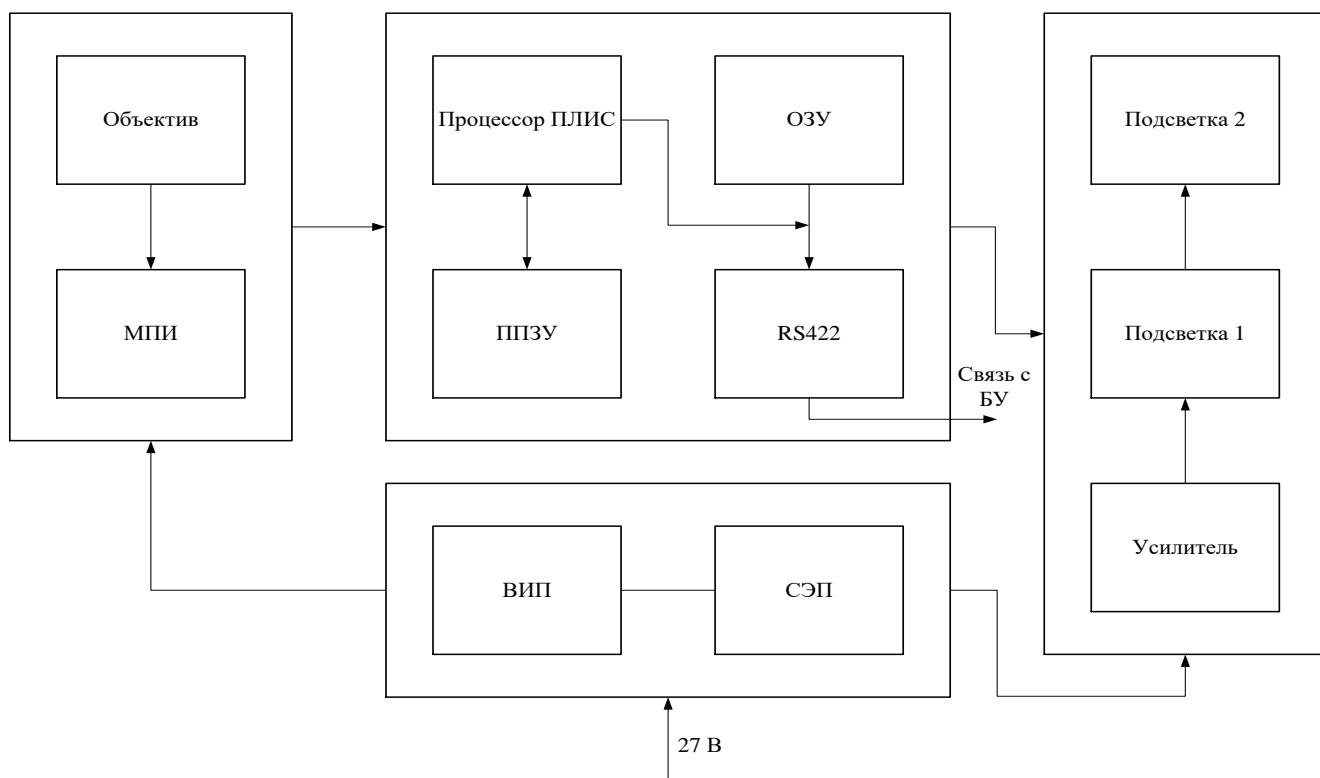 Объектив
Процессор ПЛИС
ОЗУ
Подсветка 2
МПИ
ППЗУ
RS422
Подсветка 1
Связь с
БУ
ВИП
СЭП
Усилитель
27 В